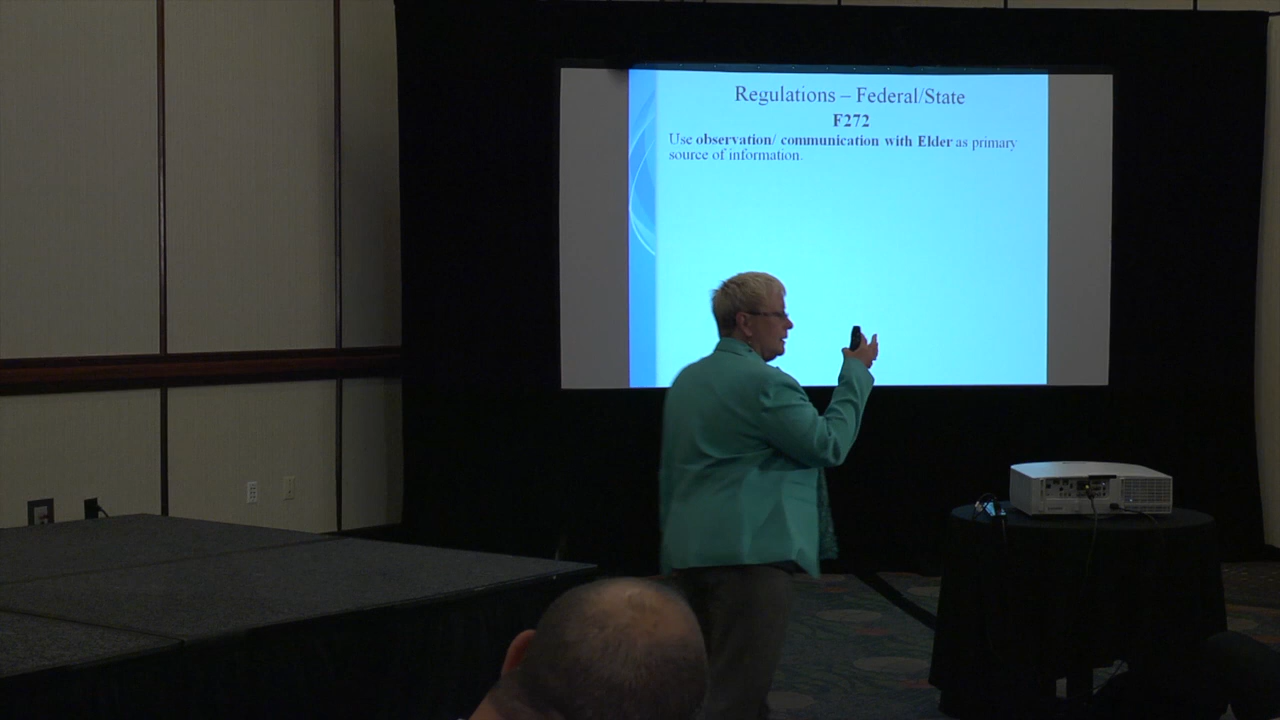 Regulations – Federal/State
F272
Use observation/ communication with Elder as primary
source of information.